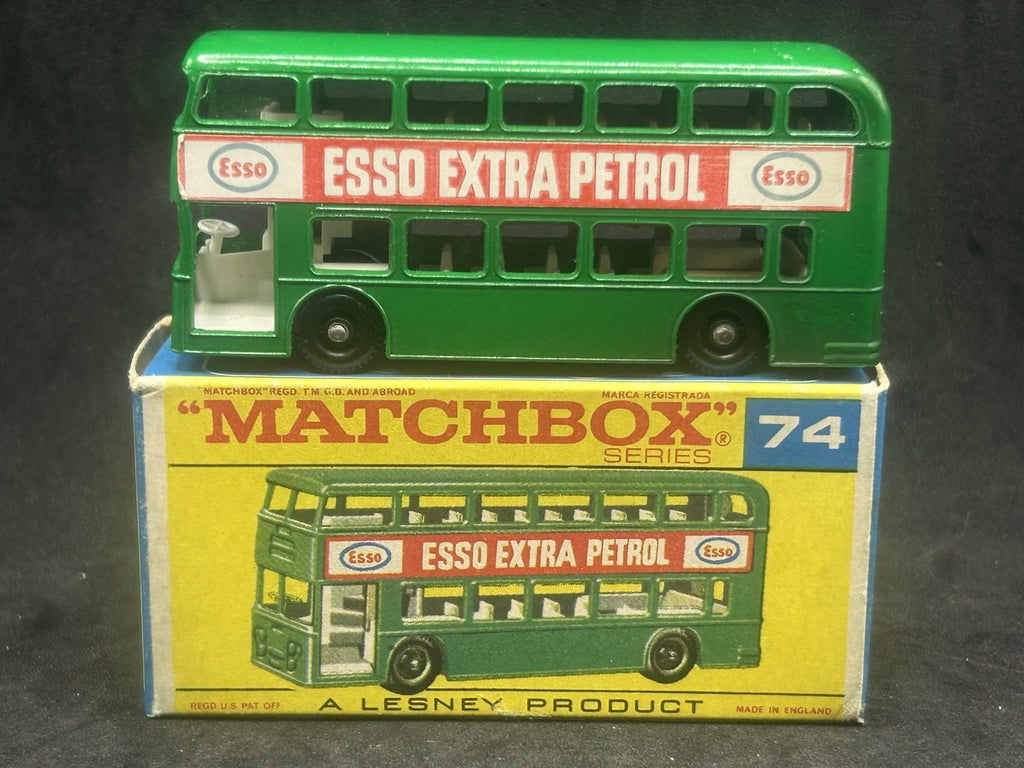 Esso ESSO EXTRA PETROL Esso
"MATCHBOX" REGD. T.M. G.B. AND ABROAD MARCA REGISTRADA
"MATCHBOX"® 74
SERIES
Esso ESSO EXTRA PETROL Esso
REGD. U.S. PAT. OFF. A LESNEY PRODUCT MADE IN ENGLAND